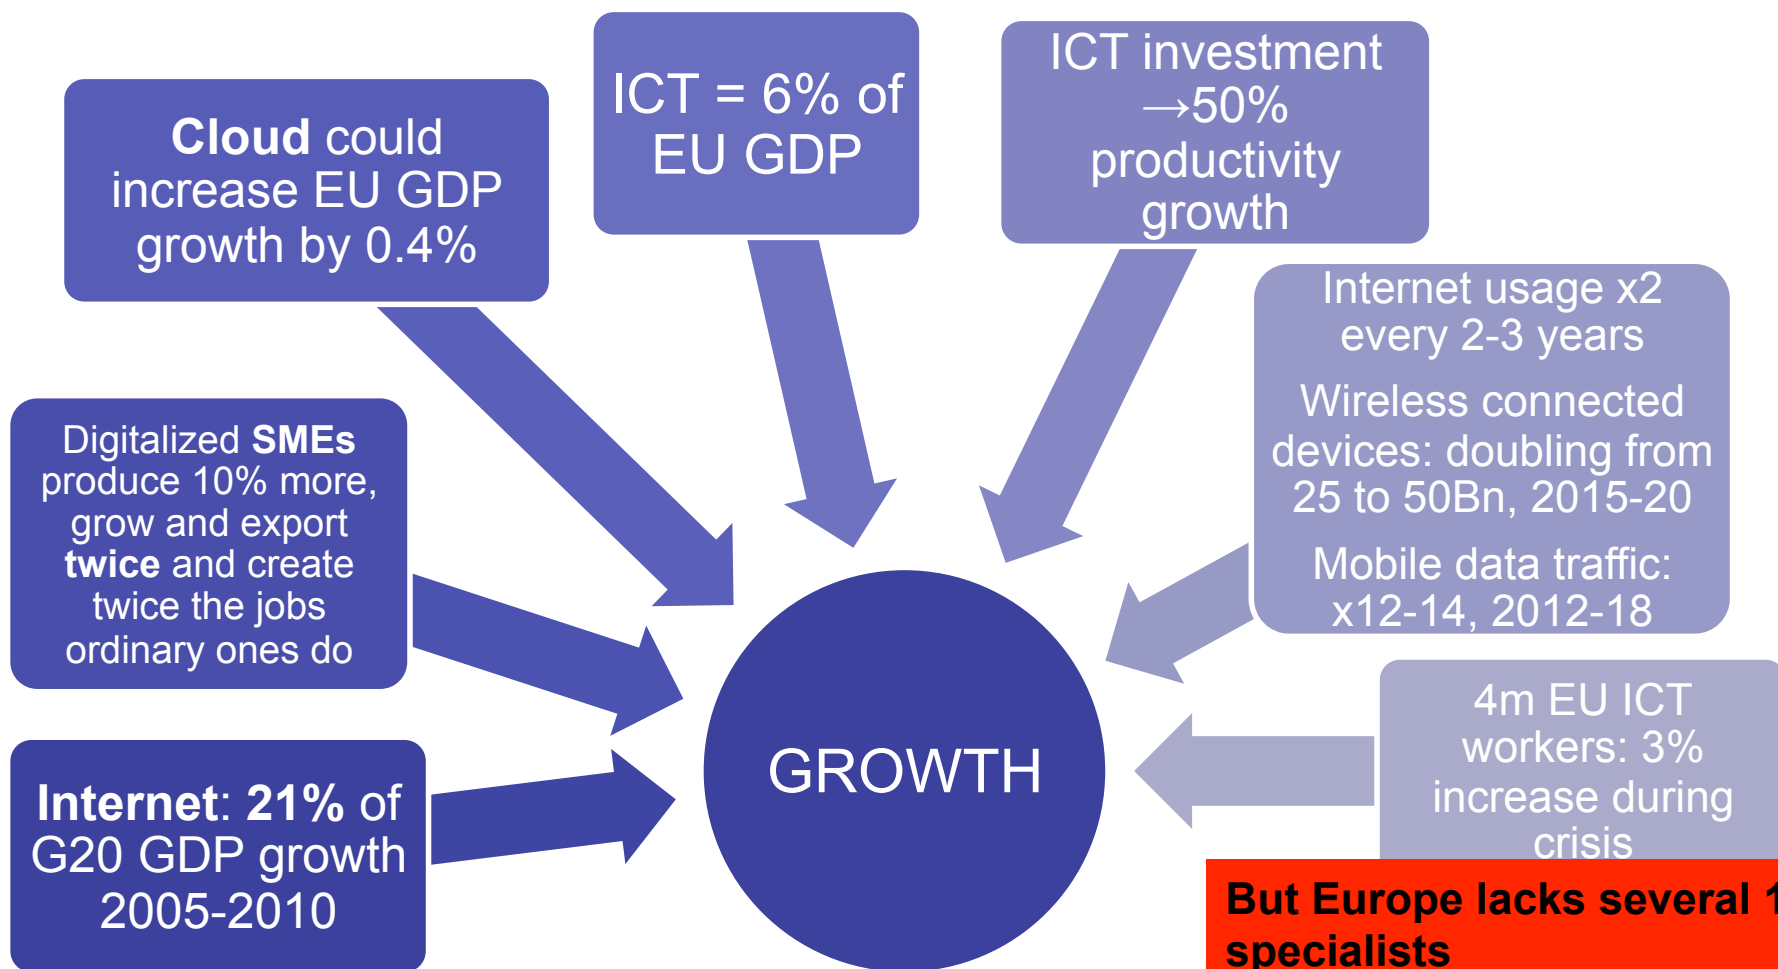 Cloud could
increase EU GDP
growth by 0.4%
ICT = 6% of
EU GDP
ICT investment
→50%
productivity
growth
Internet usage x2
every 2-3 years
Wireless connected
devices: doubling from
25 to 50Bn, 2015-20
Mobile data traffic:
x12-14, 2012-18
Digitalized SMEs
produce 10% more,
grow and export
twice and create
twice the jobs
ordinary ones do
Internet: 21% of
G20 GDP growth
2005-2010
GROWTH
4m EU ICT
workers: 3%
increase during
crisis
But Europe lacks several
specialists